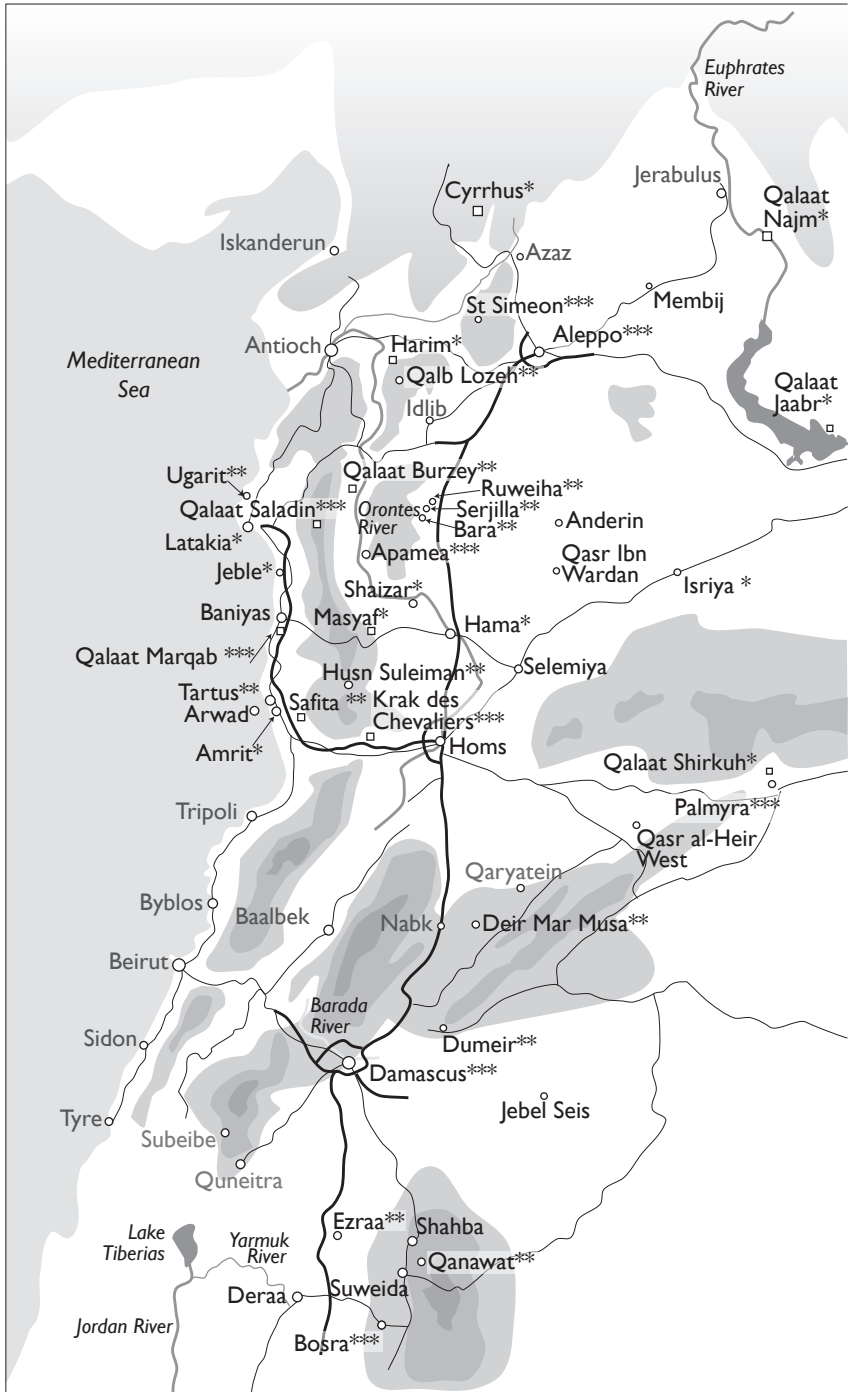 Euphrates
River
Jerabulus
Cyrrhus*
Qalaat
Najm*
Iskanderun
Azaz
Membij
St Simeon***
Aleppo***
Mediterranean
Sea
Antioch
Harim*
Qalb Lozeh**
Qalaat
Jaabr*
Idlib
Qalaat Burzey**
Ugarit**
Ruweiha**
Qalaat Saladin***
Orontes
River
Serjilla**
Bara**
Anderin
Latakia*
Apamea***
Qasr Ibn
Wardan
Jeble*
Isriya *
Shaizar*
Baniyas
Masyaf*
Hama*
Qalaat Marqab ***
Husn Suleiman**
Selemiya
Tartus**
Safita **
Krak des
Chevaliers***
Arwad
Amrit*
Homs
Qalaat Shirkuh*
Tripoli
Palmyra***
Qasr al-Heir
West
Qaryatein
Byblos
Baalbek
Nabk
Deir Mar Musa**
Beirut
Barada
River
Sidon
Dumeir**
Damascus***
Jebel Seis
Tyre
Subeibe
Quneitra
Ezraa**
Shahba
Lake
Tiberias
Yarmuk
River
Qanawat**
Deraa
Suweida
Jordan River
Bosra***